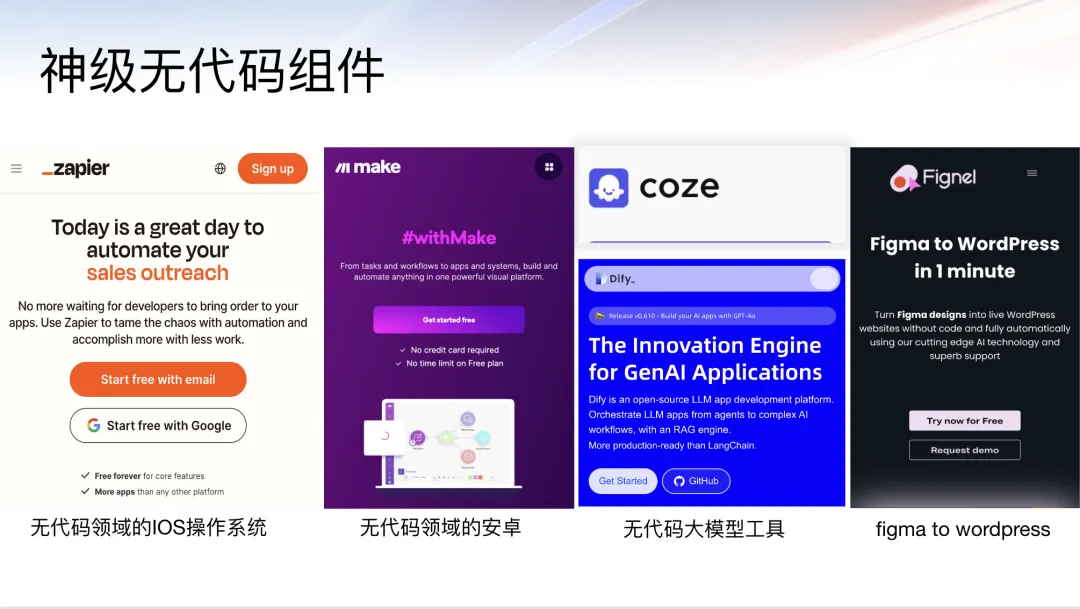 神级无代码组件
zapier
Sign up
Today is a great day to
automate your
sales outreach
No more waiting for developers to bring order to your
apps. Use Zapier to tame the chaos with automation and
accomplish more with less work.
Start free with email
Start free with Google
Free forever for core features
More apps than any other platform
无代码领域的IOS操作系统
make
#withMake
From tasks and workflows to apps and systems, build and
automate anything in one powerful visual platform.
Get started free
No credit card required
No time limit on Free plan
无代码领域的安卓
coze
Dify_
Release v0.610 - Build your AI apps with GPT-4o
The Innovation Engine
for GenAI Applications
Dify is an open-source LLM app development platform.
Orchestrate LLM apps from agents to complex AI
workflows, with an RAG engine.
More production-ready than LangChain.
Get Started
GitHub
无代码大模型工具
Fignel
Figma to WordPress
in 1 minute
Turn Figma designs into live WordPress
websites without code and fully automatically
using our cutting edge AI technology and
superb support
Try now for Free
Request demo
figma to wordpress